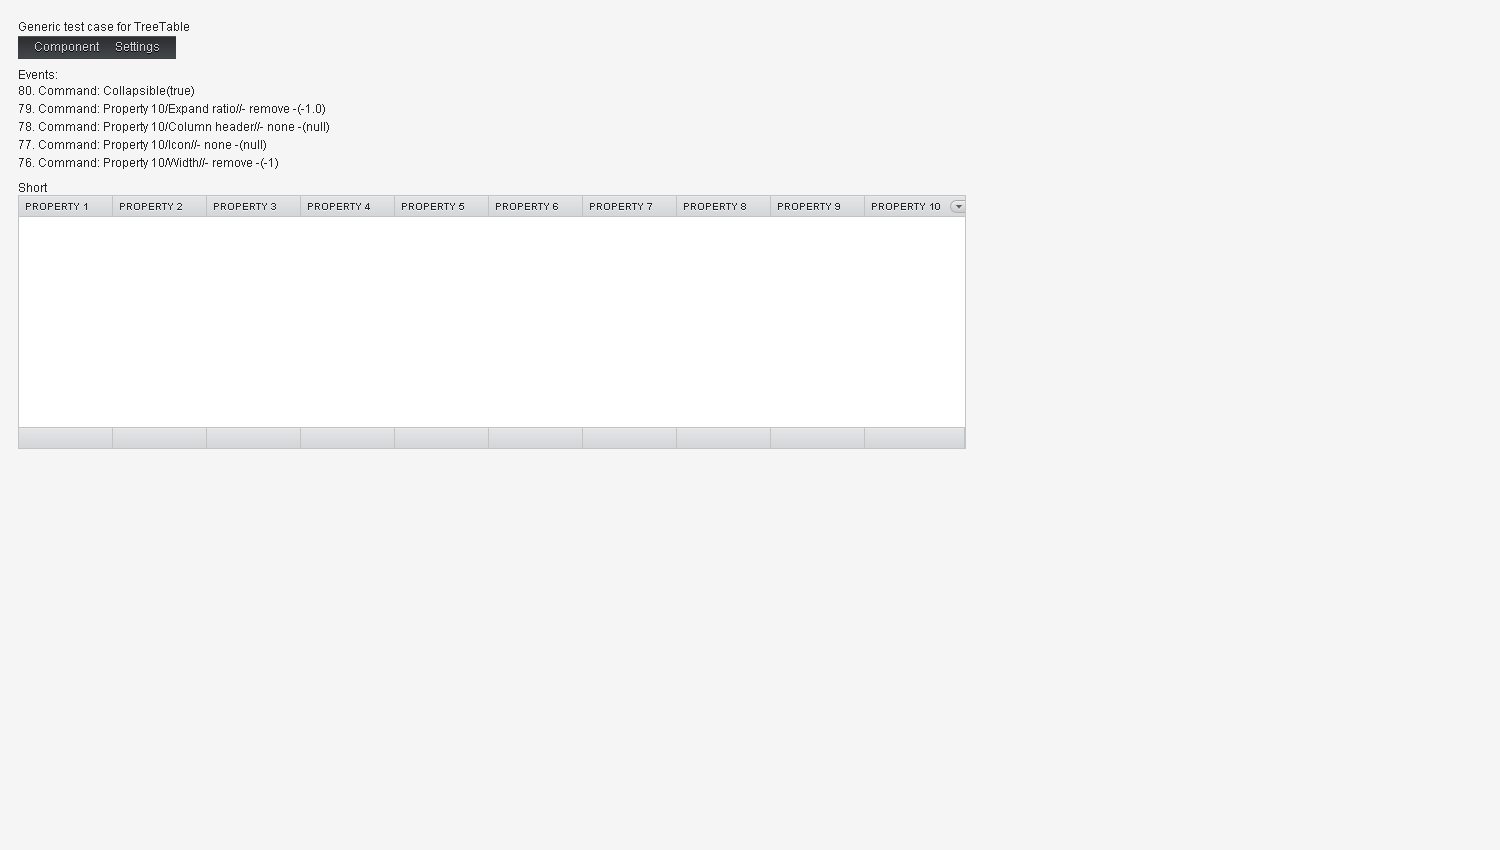 Generic test case for TreeTable
Component Settings
Events:
80. Command: Collapsible(true)
79. Command: Property 10/Expand ratio//- remove -(-1.0)
78. Command: Property 10/Column header//- none -(null)
77. Command: Property 10/Icon//- none -(null)
76. Command: Property 10/Width//- remove -(-1)
Short
PROPERTY 1 PROPERTY 2 PROPERTY 3 PROPERTY 4 PROPERTY 5 PROPERTY 6 PROPERTY 7 PROPERTY 8 PROPERTY 9 PROPERTY 10